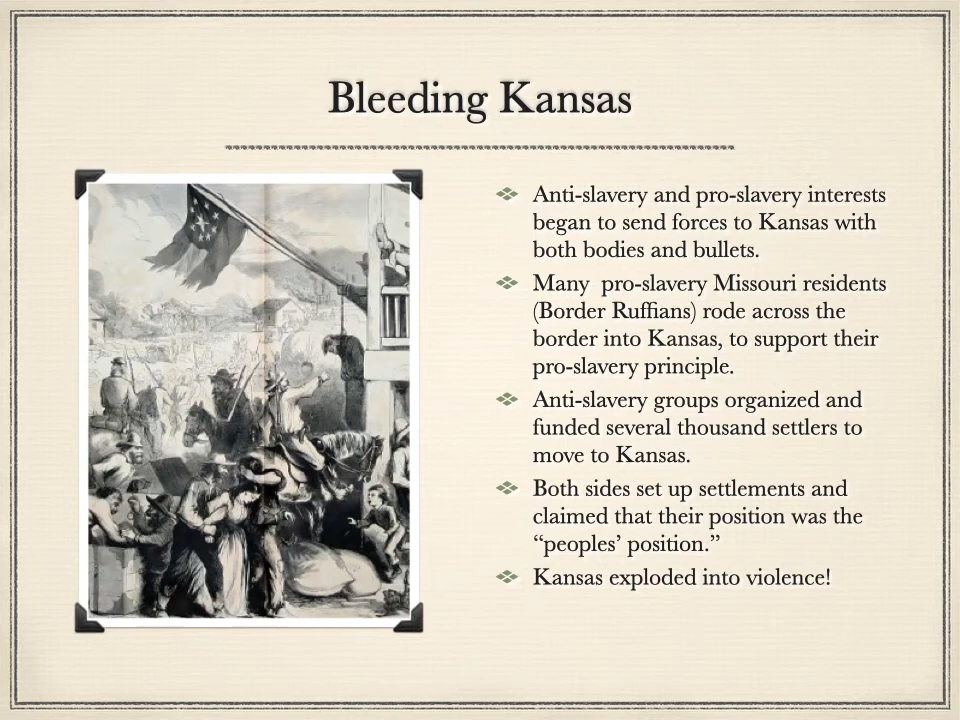 Bleeding Kansas
Anti-slavery and pro-slavery interests
began to send forces to Kansas with
both bodies and bullets.
Many  pro-slavery Missouri residents
(Border Ruffians) rode across the
border into Kansas, to support their
pro-slavery principle.
Anti-slavery groups organized and
funded several thousand settlers to
move to Kansas.
Both sides set up settlements and
claimed that their position was the
“peoples’ position.”
Kansas exploded into violence!